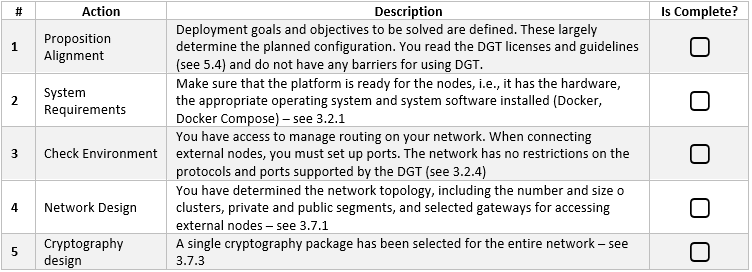 # Action Description Is Complete?
1 Proposition Alignment Deployment goals and objectives to be solved are defined. These largely
determine the planned configuration. You read the DGT licenses and guidelines
(see 5.4) and do not have any barriers for using DGT.
2 System Requirements Make sure that the platform is ready for the nodes, i.e., it has the hardware,
the appropriate operating system and system software installed (Docker,
Docker Compose) – see 3.2.1
3 Check Environment You have access to manage routing on your network. When connecting
external nodes, you must set up ports. The network has no restrictions on the
protocols and ports supported by the DGT (see 3.2.4)
4 Network Design You have determined the network topology, including the number and size o
clusters, private and public segments, and selected gateways for accessing
external nodes – see 3.7.1
5 Cryptography design A single cryptography package has been selected for the entire network – see
3.7.3